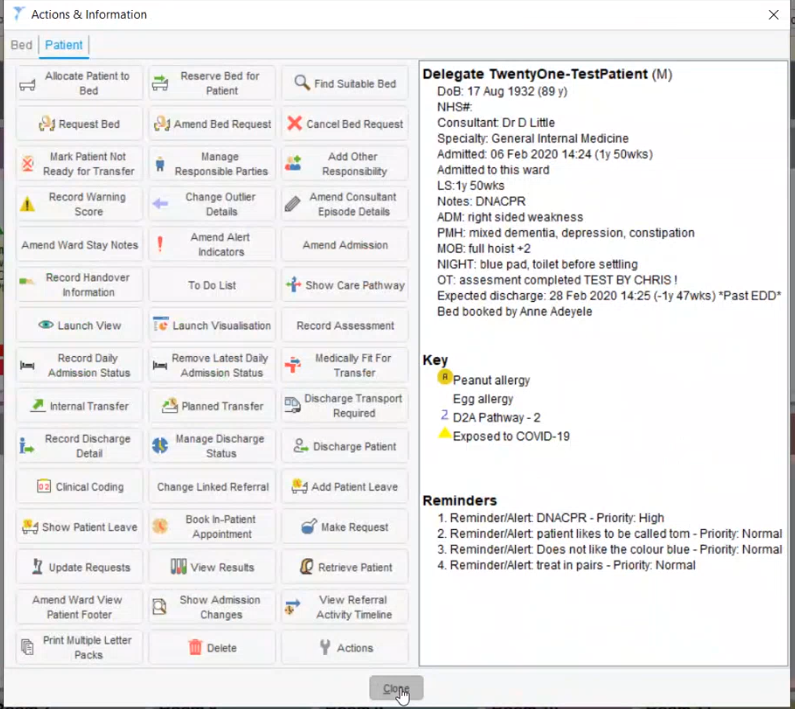 Actions & Information
Bed
Patient
Allocate Patient to
Bed
Reserve Bed for
Patient
Find Suitable Bed
Request Bed
Amend Bed Request
Cancel Bed Request
Mark Patient Not
Ready for Transfer
Manage
Responsible Parties
Add Other
Responsibility
Record Warning
Score
Change Outlier
Details
Amend Consultant
Episode Details
Amend Ward Stay Notes
Amend Alert
Indicators
Amend Admission
Record Handover
Information
To Do List
Show Care Pathway
Launch View
Launch Visualisation
Record Assessment
Record Daily
Admission Status
Remove Latest Daily
Admission Status
Medically Fit For
Transfer
Internal Transfer
Planned Transfer
Discharge Transport
Required
Record Discharge
Detail
Manage Discharge
Status
Discharge Patient
Clinical Coding
Change Linked Referral
Add Patient Leave
Show Patient Leave
Book In-Patient
Appointment
Make Request
Update Requests
View Results
Retrieve Patient
Amend Ward View
Patient Footer
Show Admission
Changes
View Referral
Activity Timeline
Print Multiple Letter
Packs
Delete
Actions
Delegate TwentyOne-TestPatient (M)
DoB: 17 Aug 1932 (89 y)
NHS#:
Consultant: Dr D Little
Specialty: General Internal Medicine
Admitted: 06 Feb 2020 14:24 (1y 50wks)
Admitted to this ward
LS:1y 50wks
Notes: DNACPR
ADM: right sided weakness
PMH: mixed dementia, depression, constipation
MOB: full hoist +2
NIGHT: blue pad, toilet before settling
OT: assesment completed TEST BY CHRIS !
Expected discharge: 28 Feb 2020 14:25 (-1y 47wks) *Past EDD*
Bed booked by Anne Adeyele
Key
A Peanut allergy
Egg allergy
2 D2A Pathway - 2
Exposed to COVID-19
Reminders
1. Reminder/Alert: DNACPR - Priority: High
2. Reminder/Alert: patient likes to be called tom - Priority: Normal
3. Reminder/Alert: Does not like the colour blue - Priority: Normal
4. Reminder/Alert: treat in pairs - Priority: Normal
Close